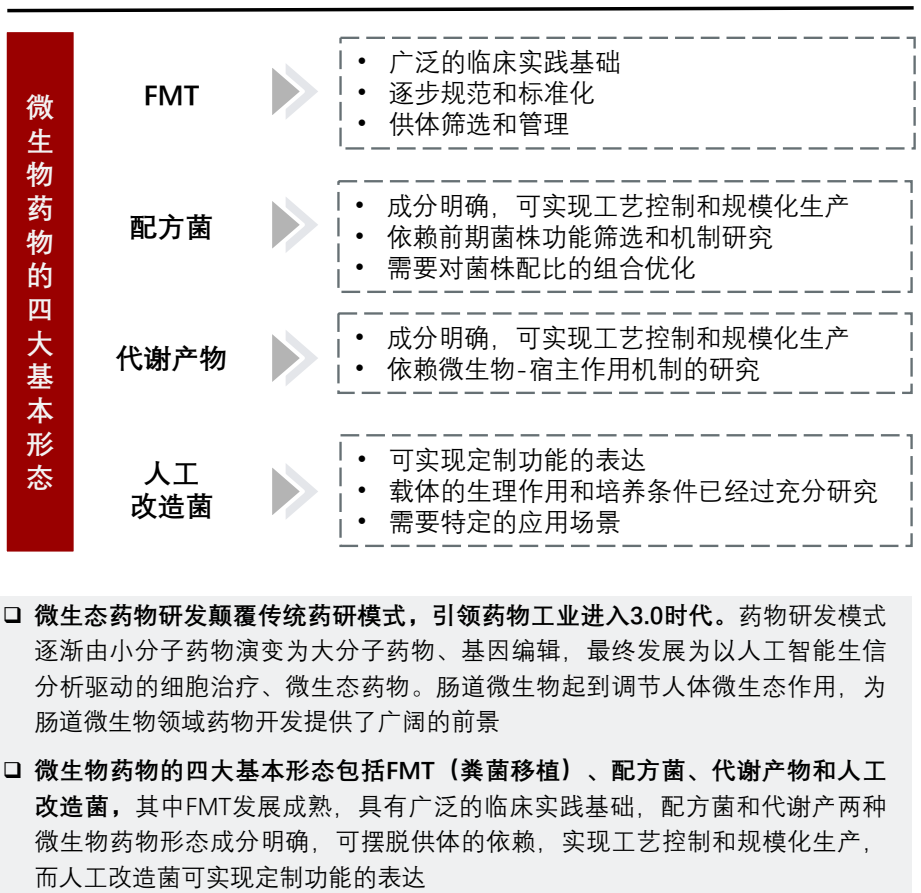 微生物药物的四大基本形态
FMT
• 广泛的临床实践基础
• 逐步规范和标准化
• 供体筛选和管理
配方菌
• 成分明确，可实现工艺控制和规模化生产
• 依赖前期菌株功能筛选和机制研究
• 需要对菌株配比的组合优化
代谢产物
• 成分明确，可实现工艺控制和规模化生产
• 依赖微生物-宿主作用机制的研究
人工
改造菌
• 可实现定制功能的表达
• 载体的生理作用和培养条件已经过充分研究
• 需要特定的应用场景
❑ 微生态药物研发颠覆传统药研模式，引领药物工业进入3.0时代。药物研发模式
逐渐由小分子药物演变为大分子药物、基因编辑，最终发展为以人工智能生信
分析驱动的细胞治疗、微生态药物。肠道微生物起到调节人体微生态作用，为
肠道微生物领域药物开发提供了广阔的前景
❑ 微生物药物的四大基本形态包括FMT（粪菌移植）、配方菌、代谢产物和人工
改造菌，其中FMT发展成熟，具有广泛的临床实践基础，配方菌和代谢产两种
微生物药物形态成分明确，可摆脱供体的依赖，实现工艺控制和规模化生产，
而人工改造菌可实现定制功能的表达